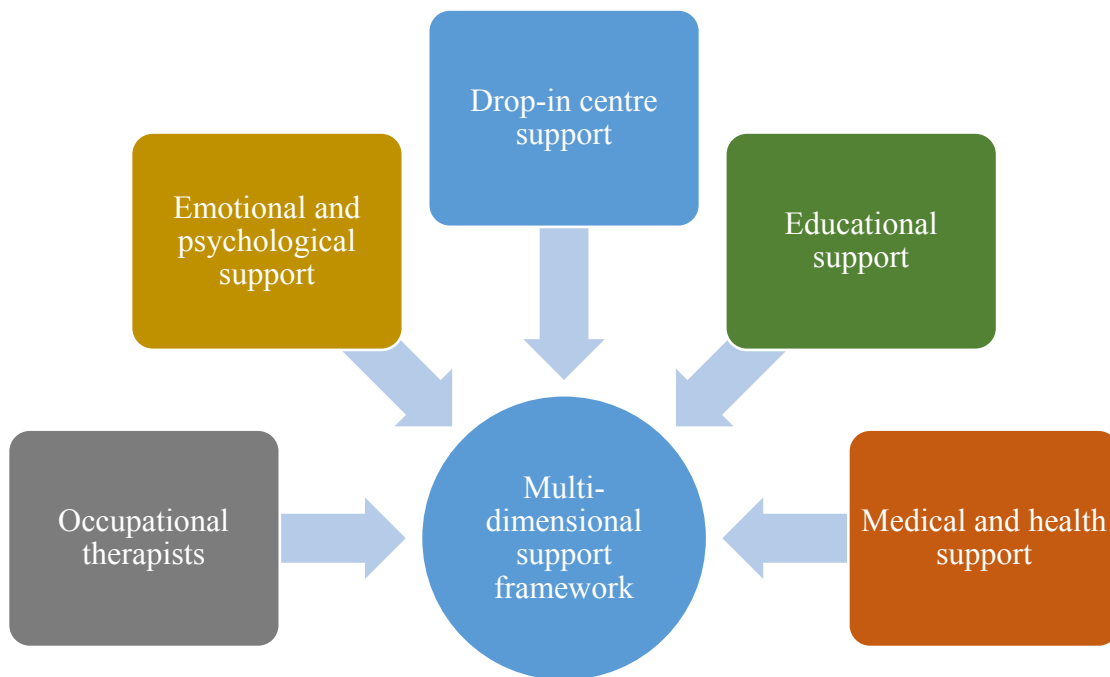 Drop-in centre
support
Emotional and
psychological
support
Educational
support
Occupational
therapists
Multi-
dimensional
support
framework
Medical and health
support